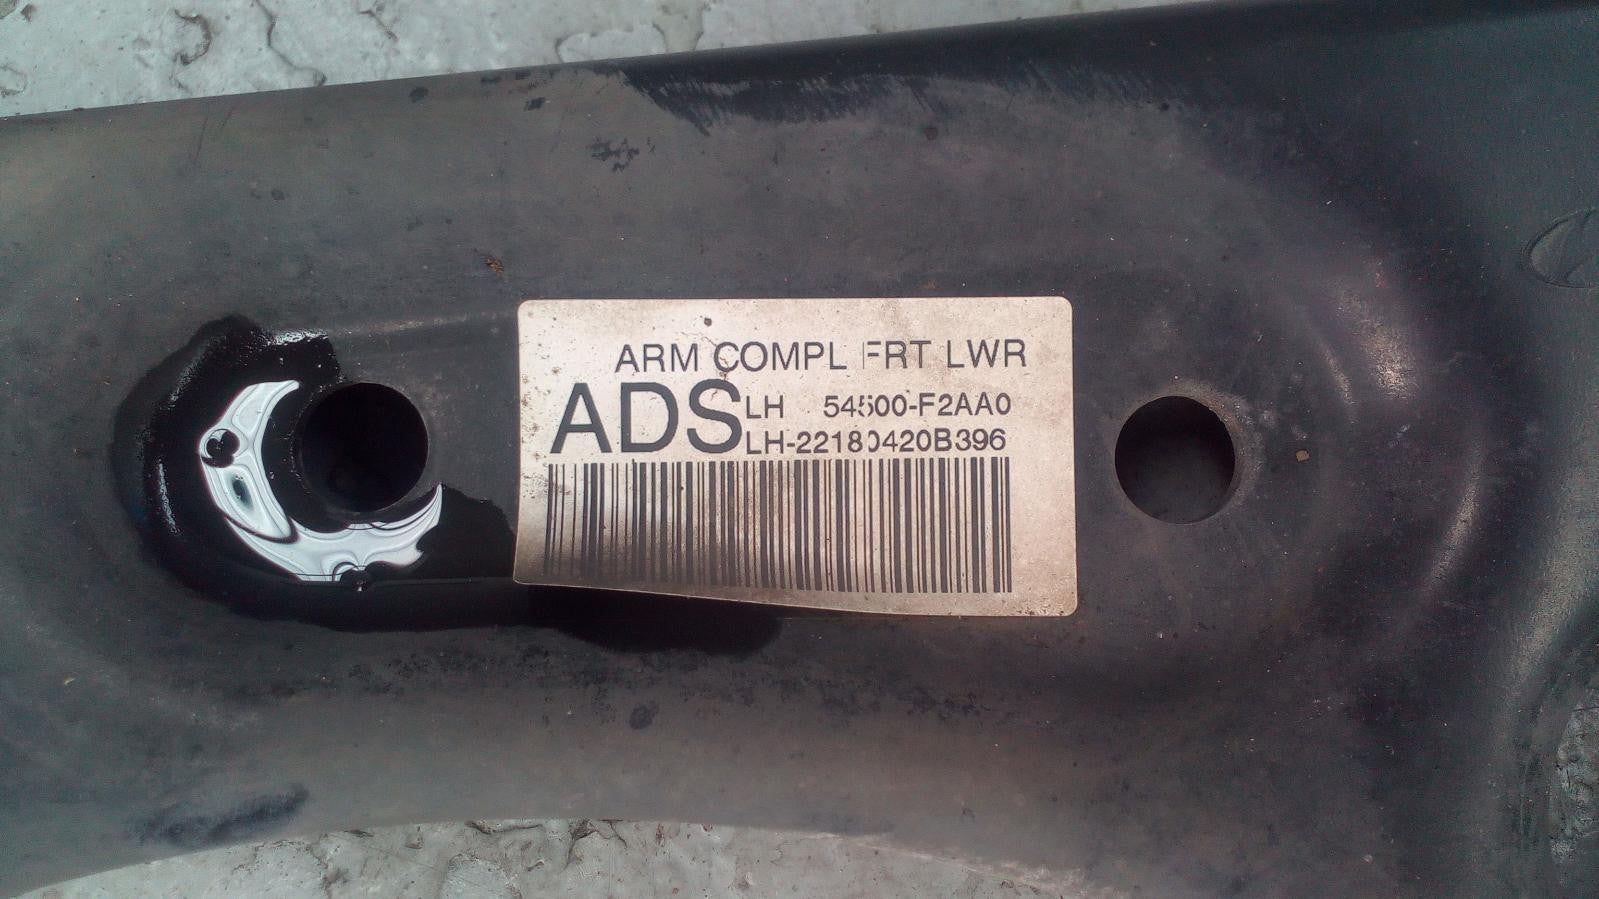 ARM COMPL FRT LWR
ADS LH 54500-F2AA0
LH-22180420B396